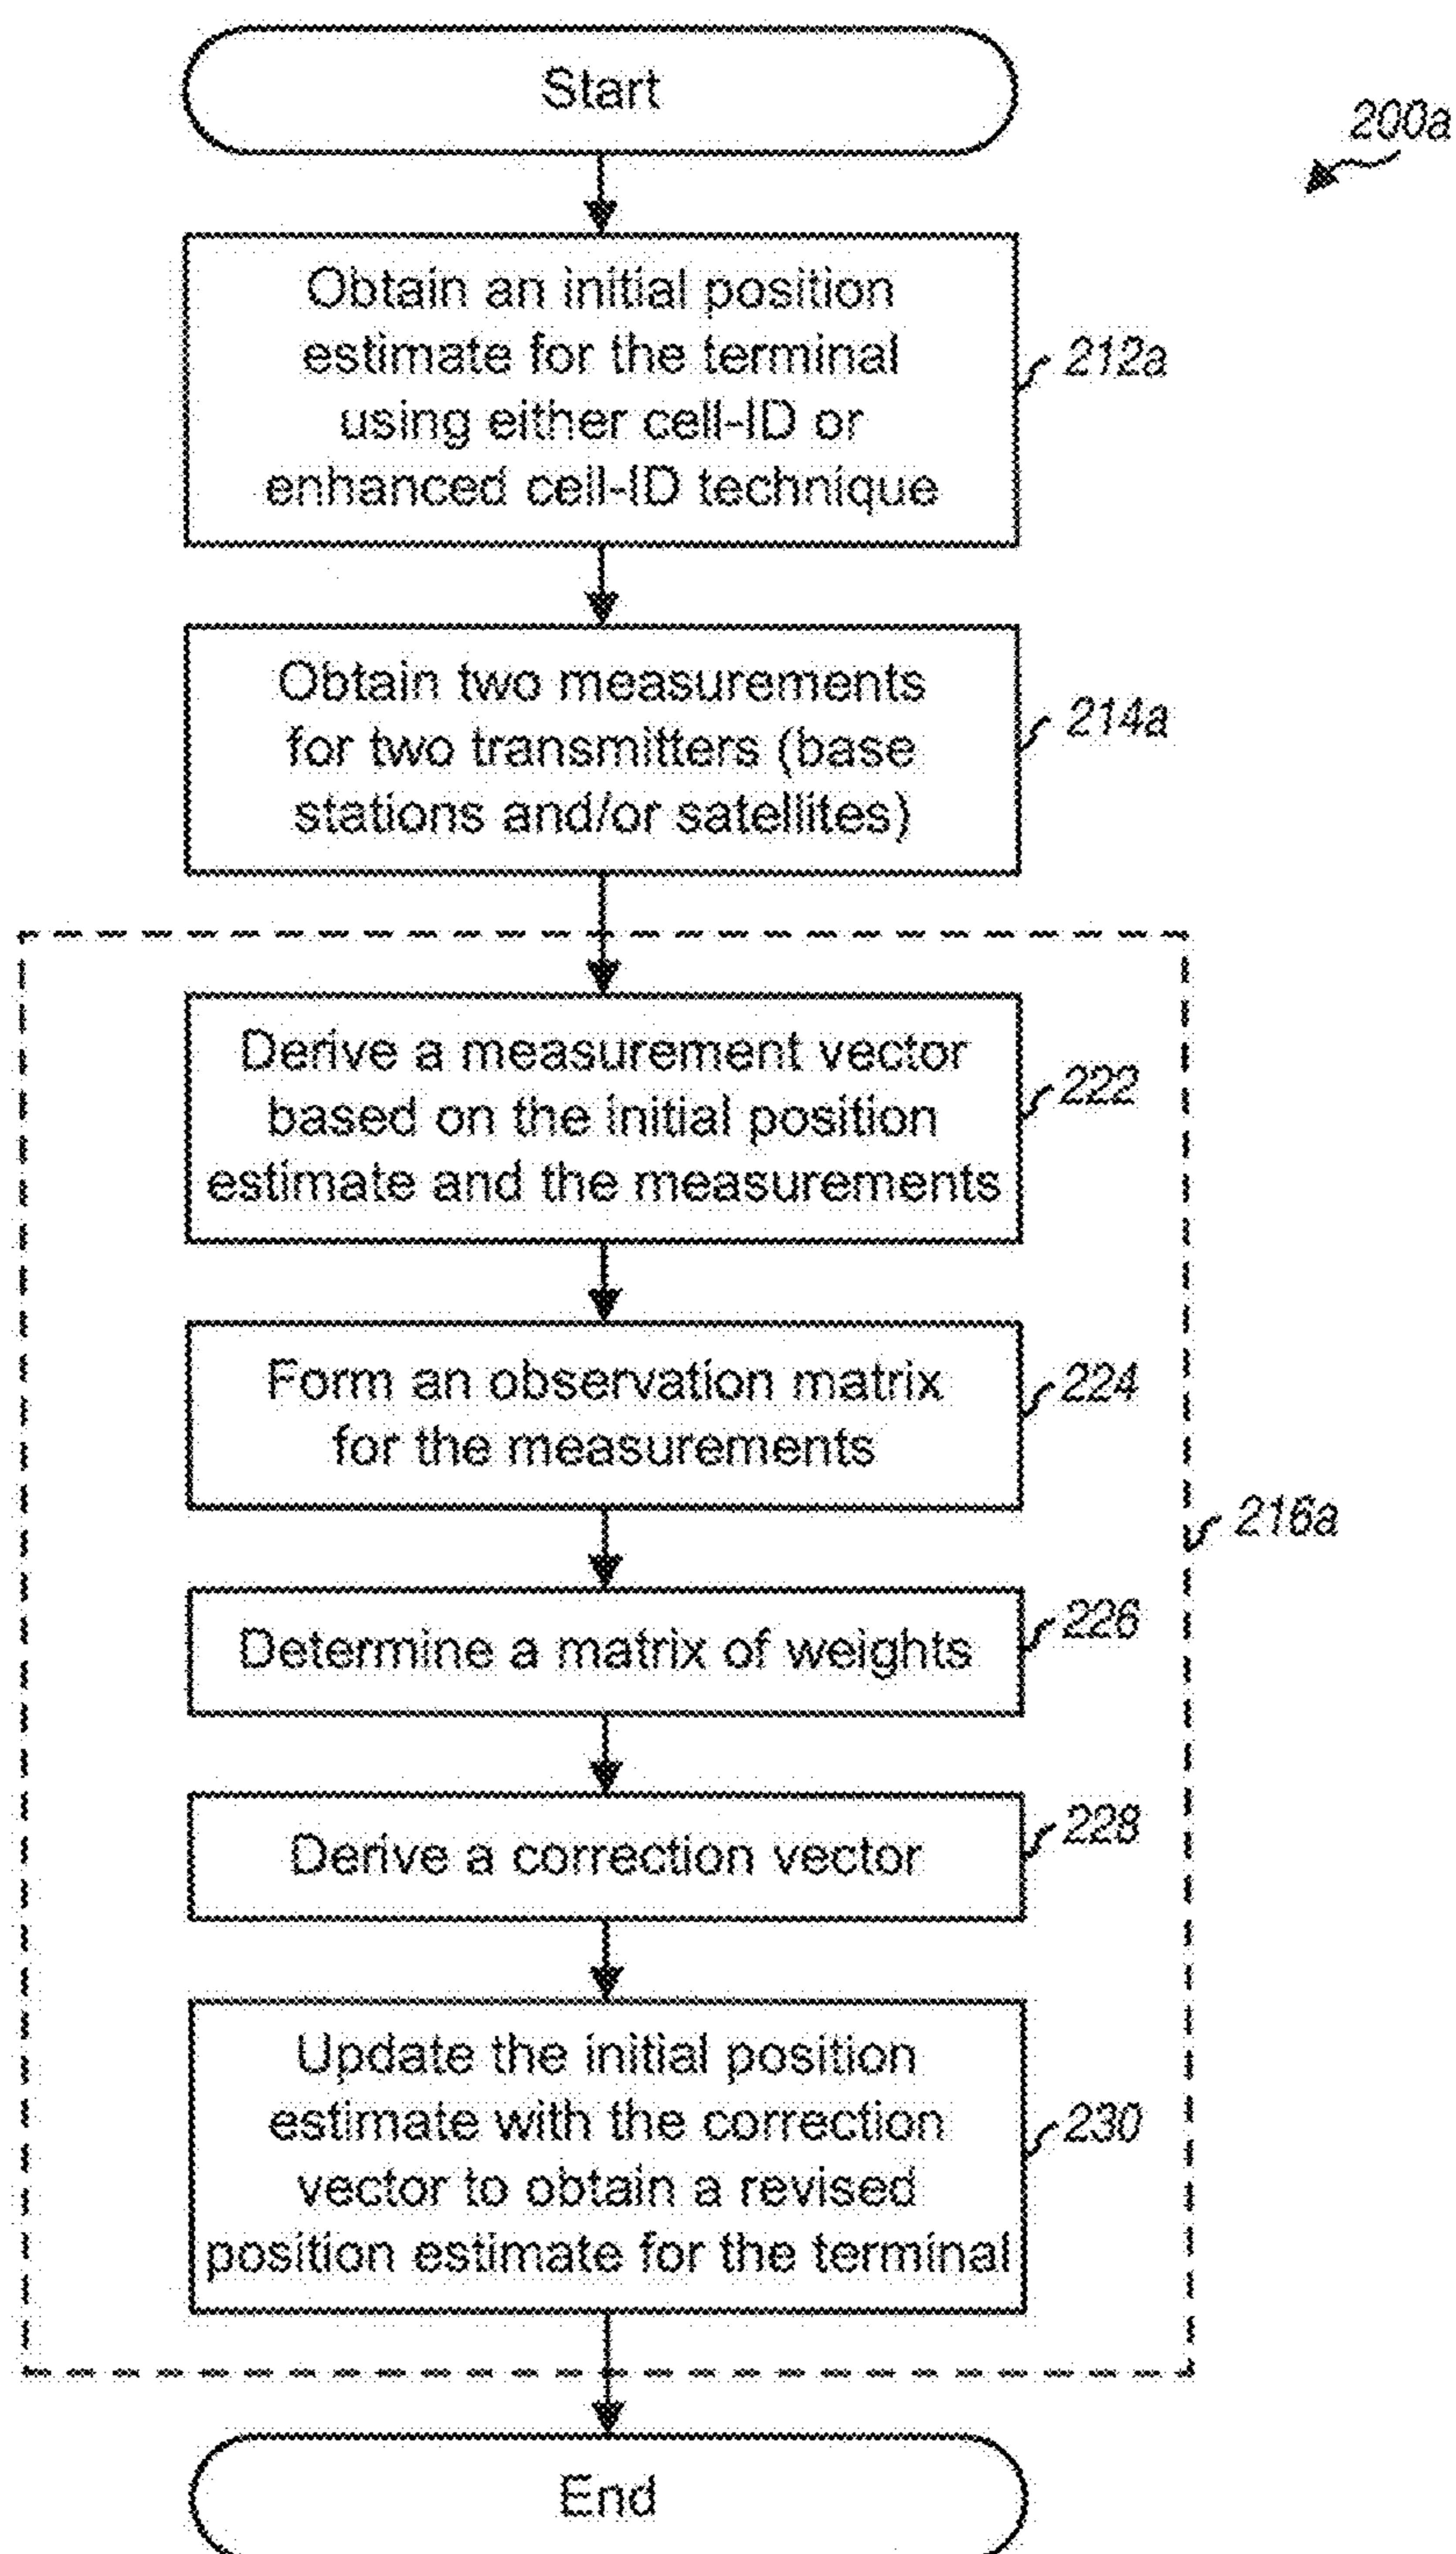 Start
200a
Obtain an initial position
estimate for the terminal
using either cell-ID or
enhanced cell-ID technique
212a
Obtain two measurements
for two transmitters (base
stations and/or satellites)
214a
Derive a measurement vector
based on the initial position
estimate and the measurements
222
Form an observation matrix
for the measurements
224
216a
Determine a matrix of weights
226
Derive a correction vector
228
Update the initial position
estimate with the correction
vector to obtain a revised
position estimate for the terminal
230
End